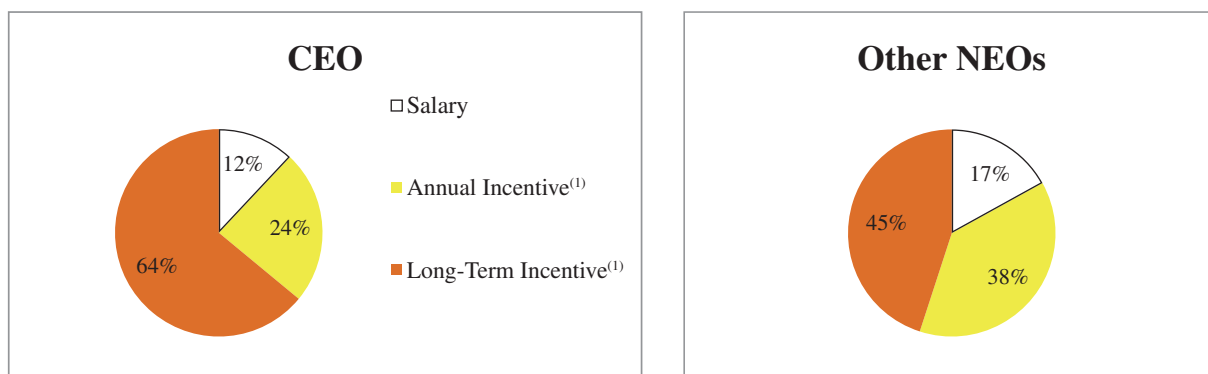 CEO
Salary
12%
Annual Incentive(1)
24%
64%
Long-Term Incentive(1)
Other NEOs
17%
45%
38%